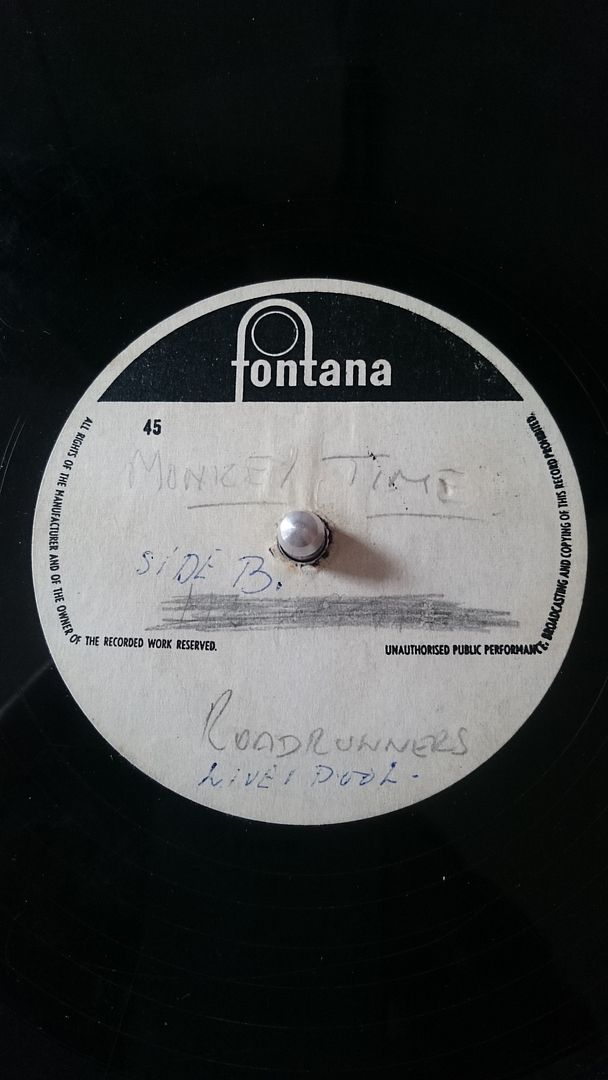 fontana
45
MONKEY TIME
SIDE B.
ALL RIGHTS OF THE MANUFACTURER AND OF THE OWNER OF THE RECORDED WORK RESERVED.
UNAUTHORISED PUBLIC PERFORMANCE, BROADCASTING AND COPYING OF THIS RECORD PROHIBITED.
ROADRUNNERS
LIVERPOOL.